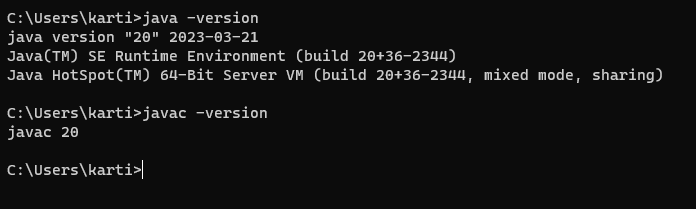 C:\Users\karti>java -version
java version "20" 2023-03-21
Java(TM) SE Runtime Environment (build 20+36-2344)
Java HotSpot(TM) 64-Bit Server VM (build 20+36-2344, mixed mode, sharing)
C:\Users\karti>javac -version
javac 20
C:\Users\karti>